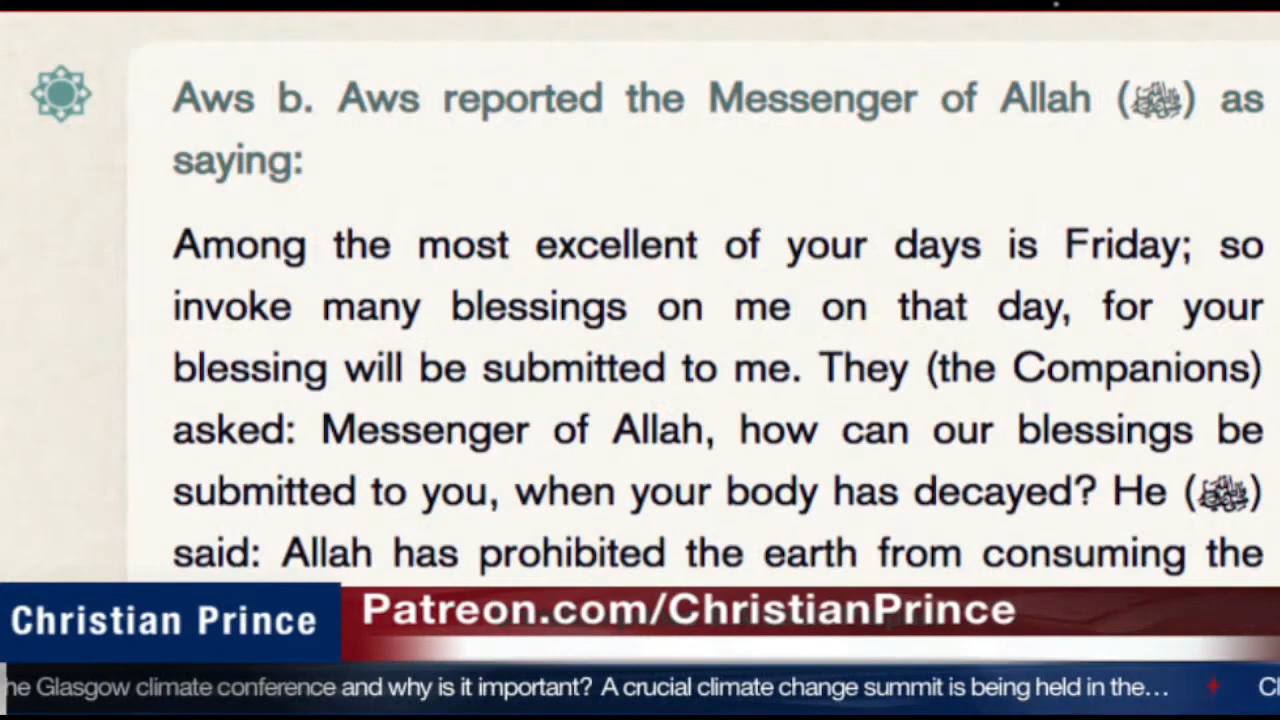 Aws b. Aws reported the Messenger of Allah (ﷺ) as
saying:
Among the most excellent of your days is Friday; so
invoke many blessings on me on that day, for your
blessing will be submitted to me. They (the Companions)
asked: Messenger of Allah, how can our blessings be
submitted to you, when your body has decayed? He (ﷺ)
said: Allah has prohibited the earth from consuming the
Christian Prince
Patreon.com/ChristianPrince
he Glasgow climate conference and why is it important? A crucial climate change summit is being held in the...